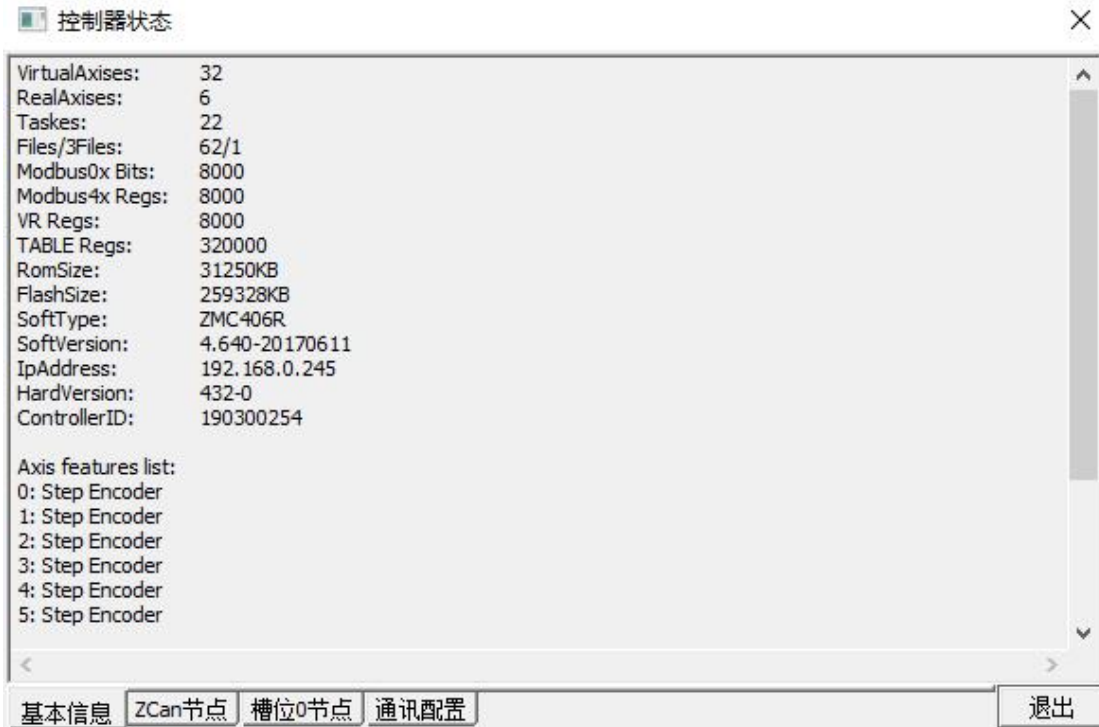 控制器状态
VirtualAxises: 32
RealAxises: 6
Taskes: 22
Files/3Files: 62/1
Modbus0x Bits: 8000
Modbus4x Regs: 8000
VR Regs: 8000
TABLE Regs: 320000
RomSize: 31250KB
FlashSize: 259328KB
SoftType: ZMC406R
SoftVersion: 4.640-20170611
IpAddress: 192.168.0.245
HardVersion: 432-0
ControllerID: 190300254
Axis features list:
0: Step Encoder
1: Step Encoder
2: Step Encoder
3: Step Encoder
4: Step Encoder
5: Step Encoder
基本信息 ZCan节点 槽位0节点 通讯配置 退出